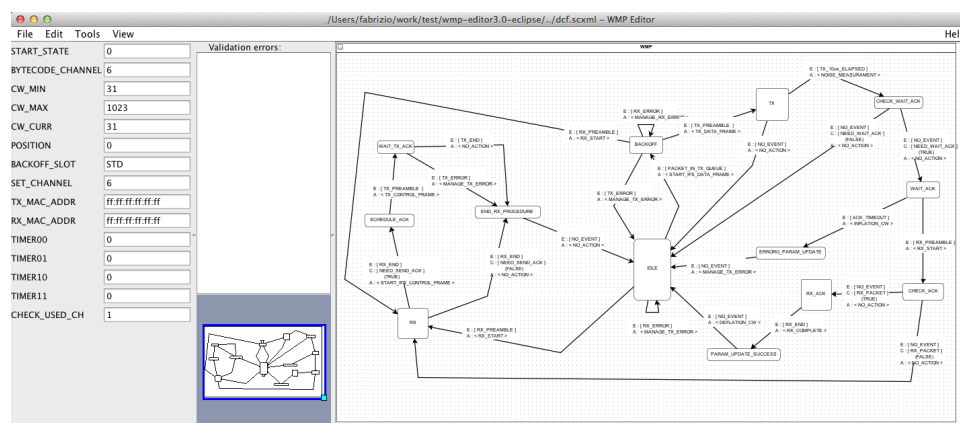 /Users/fabrizio/work/test/wmp-editor3.0-eclipse/../dcf.scxml – WMP Editor
File Edit Tools View Hel
START_STATE 0
BYTECODE_CHANNEL 6
CW_MIN 31
CW_MAX 1023
CW_CURR 31
POSITION 0
BACKOFF_SLOT STD
SET_CHANNEL 6
TX_MAC_ADDR ff:ff:ff:ff:ff:ff
RX_MAC_ADDR ff:ff:ff:ff:ff:ff
TIMER00 0
TIMER01 0
TIMER10 0
TIMER11 0
CHECK_USED_CH 1
Validation errors:
WMP
E : [ TX_10us_ELAPSED ]
A : < NOISE_MEASURAMENT >
TX
CHECK_WAIT_ACK
E : [ RX_ERROR ]
A : < MANAGE_RX_ERR
E : [ TX_PREAMBLE ]
A : < TX_DATA_FRAME >
E : [ RX_PREAMBLE ]
A : < RX_START >
BACKOFF
E : [ NO_EVENT ]
A : < NO_ACTION >
E : [ NO_EVENT ]
C : [ NEED_WAIT_ACK ]
(FALSE)
A : < NO_ACTION >
E : [ NO_EVENT ]
C : [ NEED_WAIT_ACK ]
(TRUE)
A : < NO_ACTION >
WAIT_TX_ACK
E : [ TX_END ]
A : < NO_ACTION >
E : [ TX_ERROR ]
A : < MANAGE_TX_ERROR >
E : [ PACKET_IN_TX_QUEUE ]
A : < START_IFS_DATA_FRAME >
E : [ TX_PREAMBLE ]
A : < TX_CONTROL_FRAME >
E : [ TX_ERROR ]
A : < MANAGE_TX_ERROR >
WAIT_ACK
SCHEDULE_ACK
END_RX_PROCEDURE
E : [ ACK_TIMEOUT ]
A : < INFLATION_CW >
E : [ NO_EVENT ]
A : < NO_ACTION >
ERRORG_PARAM_UPDATE
E : [ RX_PREAMBLE ]
A : < RX_START >
E : [ RX_END ]
C : [ NEED_SEND_ACK ]
(TRUE)
A : < START_IFS_CONTROL_FRAME >
E : [ RX_END ]
C : [ NEED_SEND_ACK ]
(FALSE)
A : < NO_ACTION >
IDLE
E : [ NO_EVENT ]
A : < MANAGE_TX_ERROR >
RX_ACK
E : [ NO_EVENT ]
C : [ RX_PACKET ]
(TRUE)
A : < NO_ACTION >
CHECK_ACK
RX
E : [ RX_PREAMBLE ]
A : < RX_START >
E : [ RX_ERROR ]
A : < MANAGE_TX_ERROR >
E : [ NO_EVENT ]
A : < DEFLATION_CW >
E : [ RX_END ]
A : < RX_COMPLETE >
PARAM_UPDATE_SUCCESS
E : [ NO_EVENT ]
C : [ RX_PACKET ]
(FALSE)
A : < NO_ACTION >